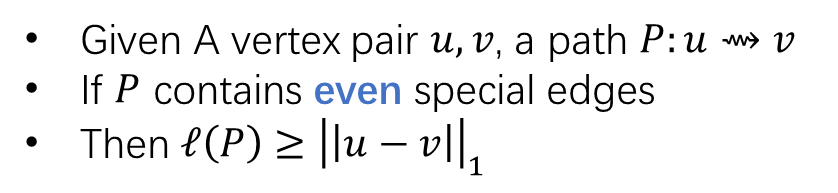 • Given A vertex pair 𝑢, 𝑣, a path 𝑃: 𝑢 ⇝ 𝑣
• If 𝑃 contains even special edges
• Then ℓ(𝑃) ≥ ||𝑢 − 𝑣||₁